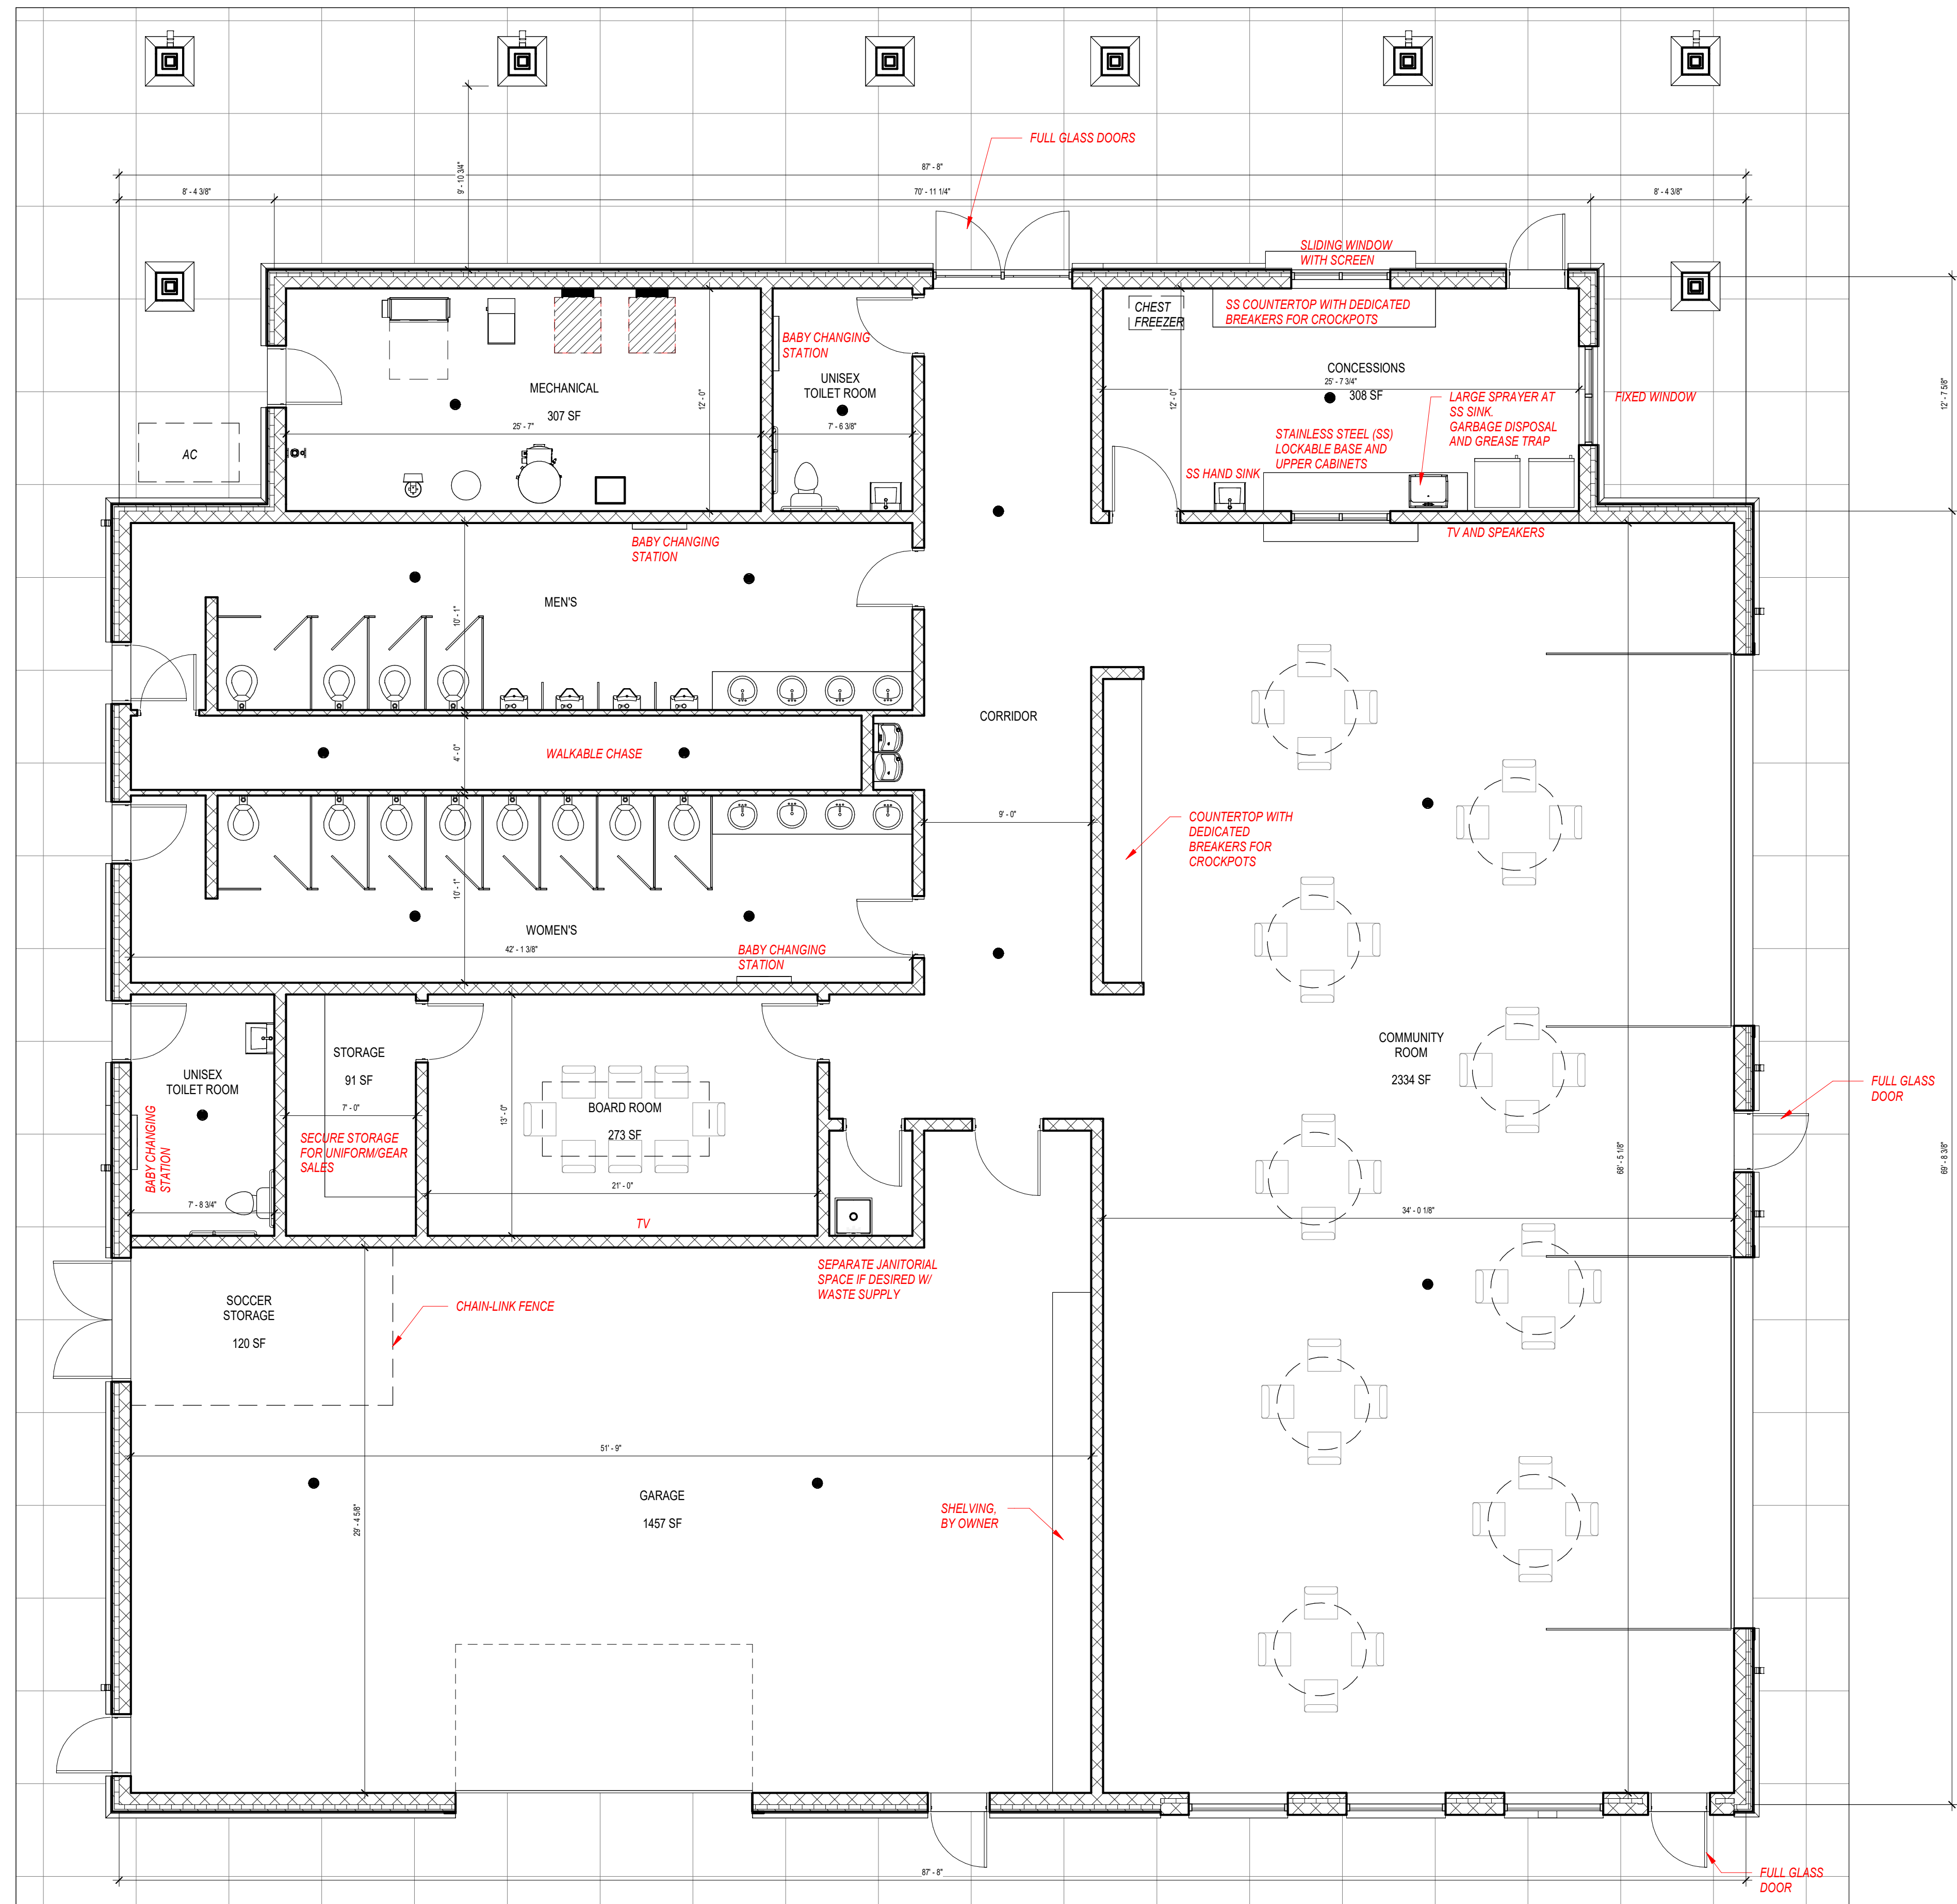 FULL GLASS DOORS
87' - 8"
9' - 10 3/4"
8' - 4 3/8"
70' - 11 1/4"
8' - 4 3/8"
SLIDING WINDOW
WITH SCREEN
CHEST
FREEZER
SS COUNTERTOP WITH DEDICATED
BREAKERS FOR CROCKPOTS
BABY CHANGING
STATION
UNISEX
TOILET ROOM
MECHANICAL
307 SF
25' - 7"
12' - 0"
7' - 6 3/8"
12' - 0"
CONCESSIONS
25' - 7 3/4"
308 SF
LARGE SPRAYER AT
SS SINK.
GARBAGE DISPOSAL
AND GREASE TRAP
FIXED WINDOW
12' - 7 5/8"
AC
STAINLESS STEEL (SS)
LOCKABLE BASE AND
UPPER CABINETS
SS HAND SINK
TV AND SPEAKERS
BABY CHANGING
STATION
MEN'S
10' - 1"
CORRIDOR
WALKABLE CHASE
4' - 0"
9' - 0"
COUNTERTOP WITH
DEDICATED
BREAKERS FOR
CROCKPOTS
10' - 1"
WOMEN'S
42' - 1 3/8"
BABY CHANGING
STATION
COMMUNITY
ROOM
2334 SF
STORAGE
91 SF
7' - 0"
SECURE STORAGE
FOR UNIFORM/GEAR
SALES
UNISEX
TOILET ROOM
BABY CHANGING
STATION
7' - 8 3/4"
13' - 0"
BOARD ROOM
273 SF
21' - 0"
TV
FULL GLASS
DOOR
68' - 5 1/8"
69' - 8 3/8"
34' - 0 1/8"
SEPARATE JANITORIAL
SPACE IF DESIRED W/
WASTE SUPPLY
SOCCER
STORAGE
120 SF
CHAIN-LINK FENCE
51' - 9"
29' - 4 5/8"
GARAGE
1457 SF
SHELVING,
BY OWNER
87' - 8"
FULL GLASS
DOOR